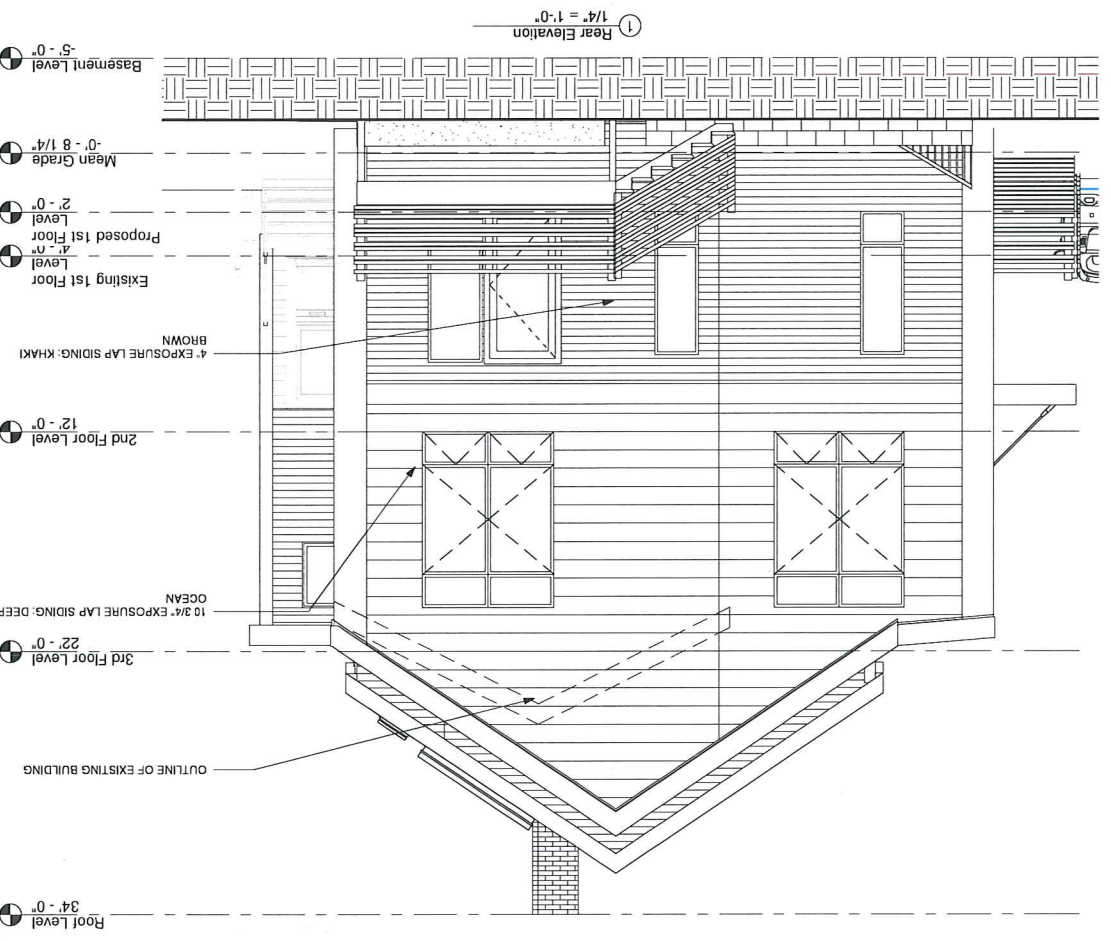 Roof Level
34' - 0"
OUTLINE OF EXISTING BUILDING
3rd Floor Level
22' - 0"
10 3/4" EXPOSURE LAP SIDING: DEEP
OCEAN
2nd Floor Level
12' - 0"
4" EXPOSURE LAP SIDING: KHAKI
BROWN
Existing 1st Floor
Level
4' - 0"
Proposed 1st Floor
Level
2' - 0"
Mean Grade
-0' - 8 1/4"
Basement Level
-5' - 0"
1
Rear Elevation
1/4" = 1'-0"